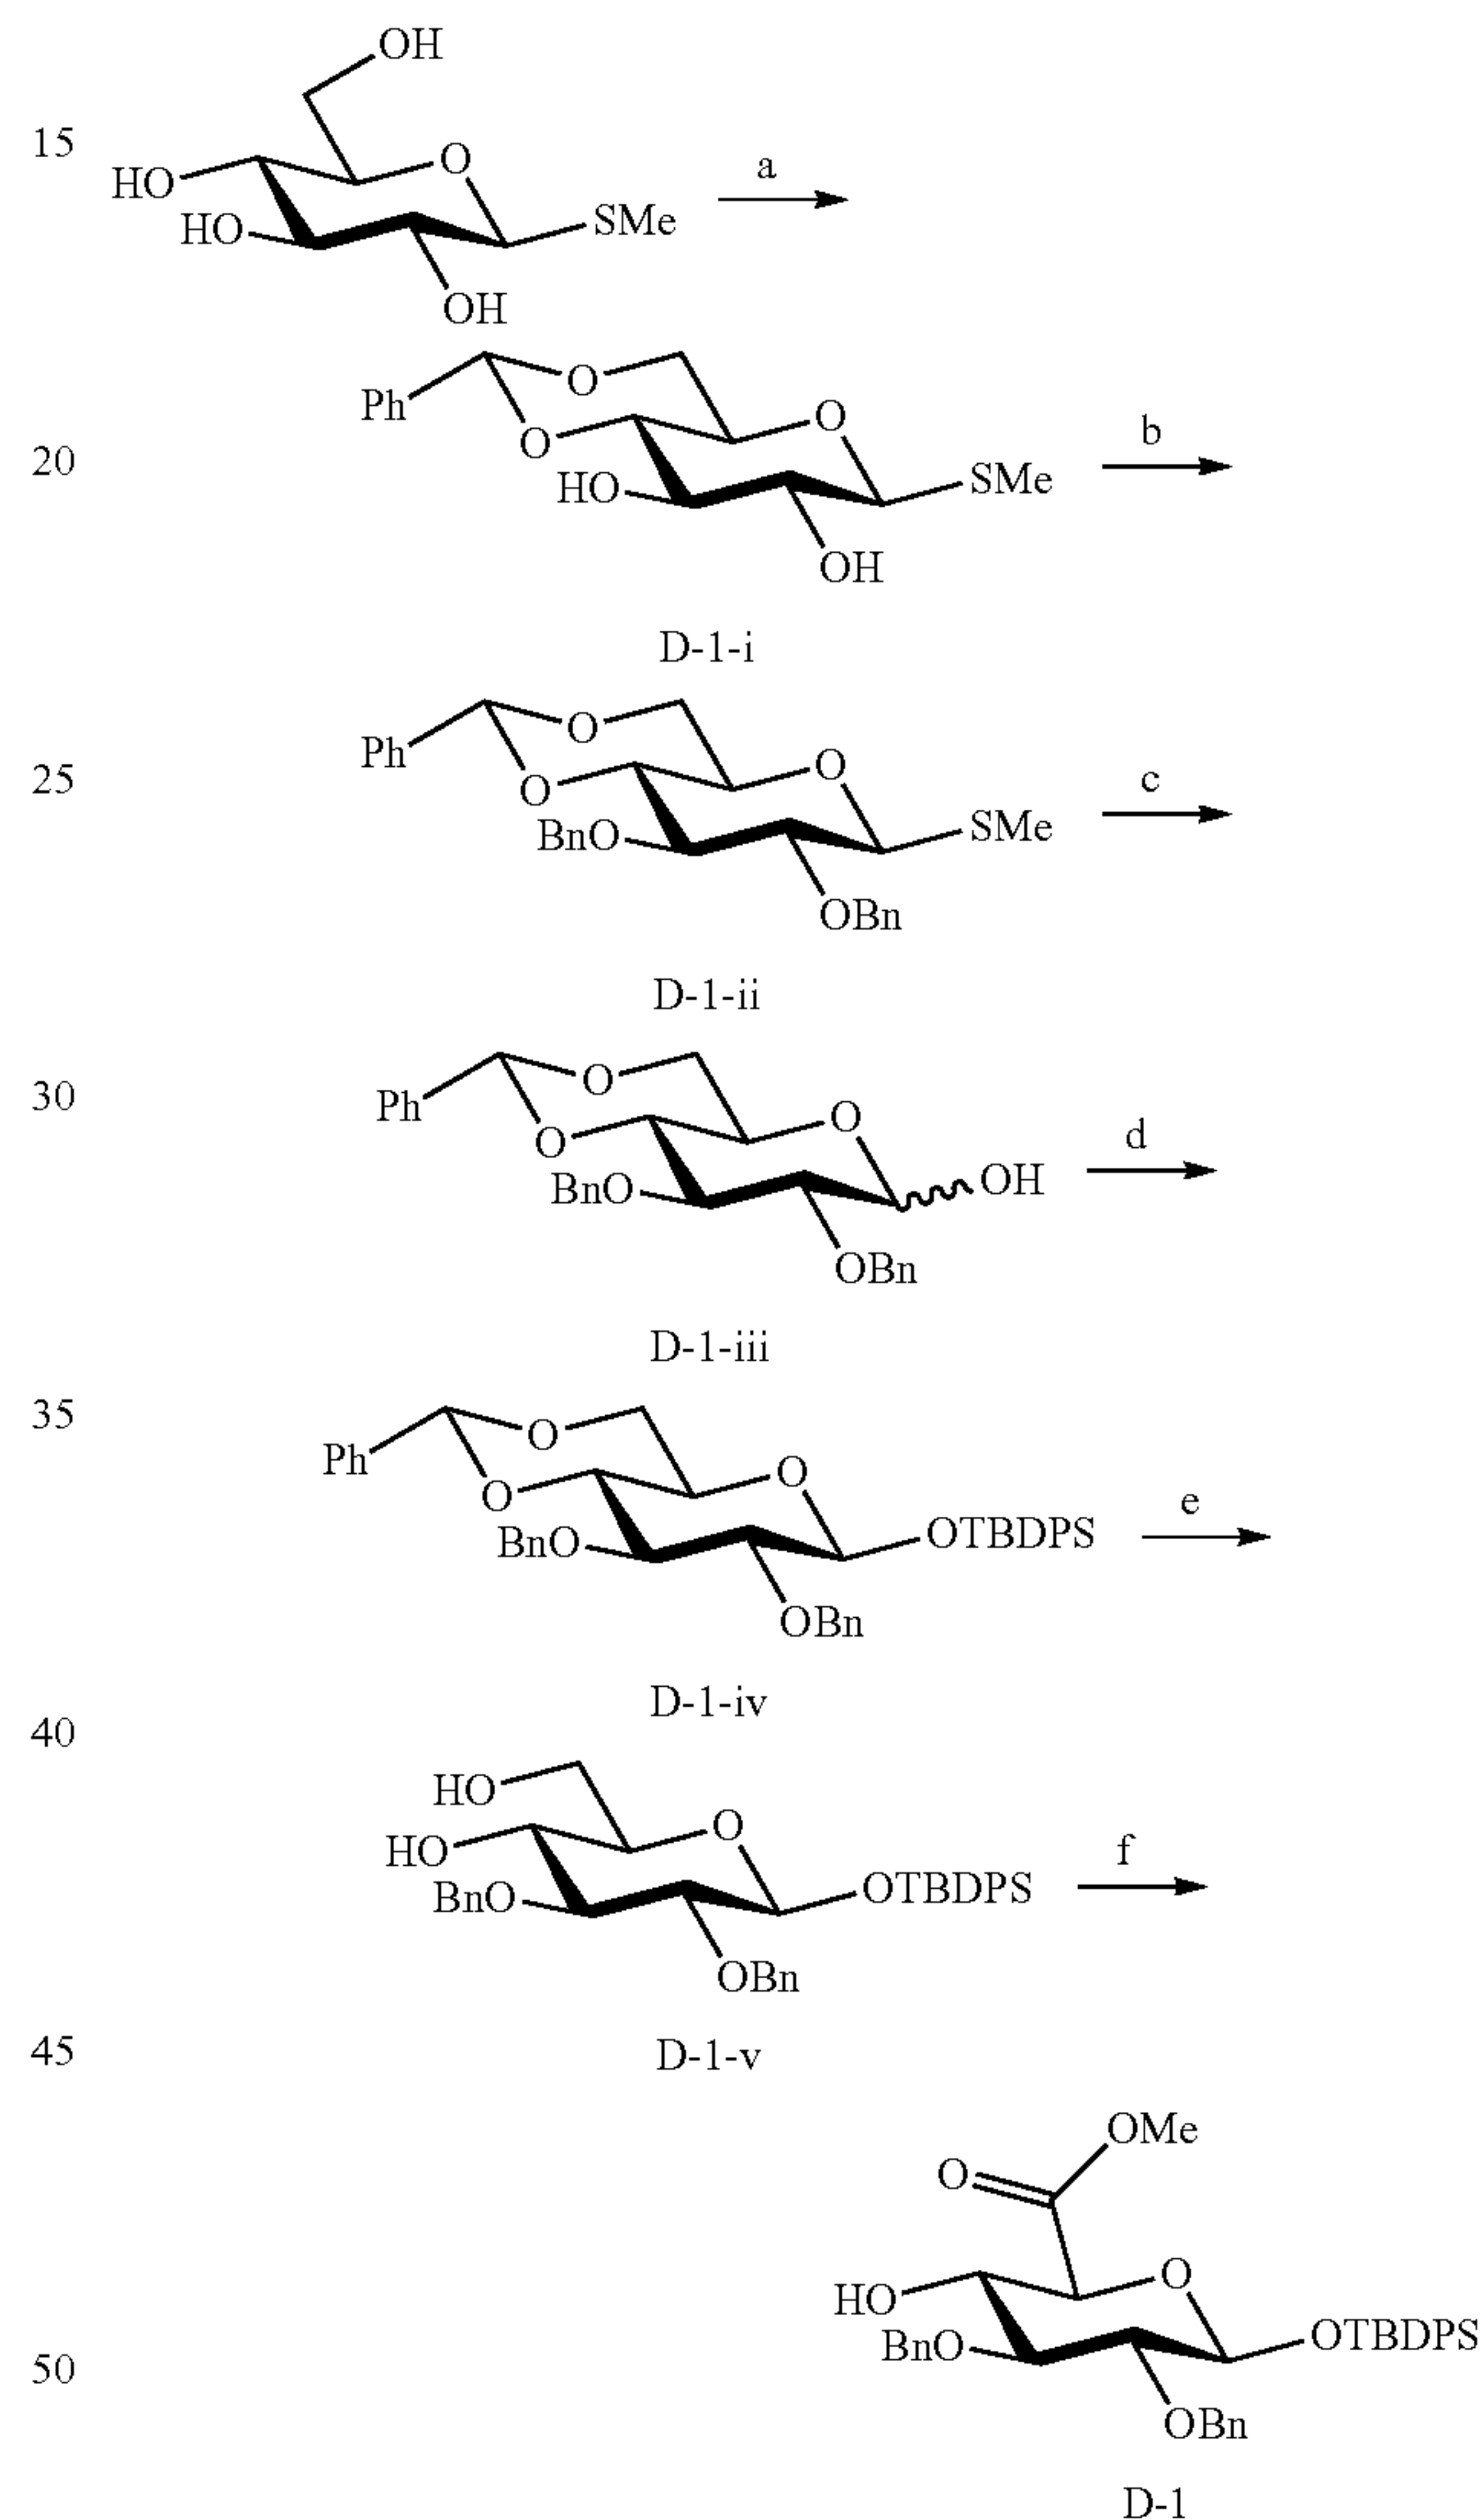 OH
15
O
a
HO
HO
SMe
OH
O
Ph
O
O
20
b
HO
SMe
OH
D-1-i
O
Ph
O
25
O
c
BnO
SMe
OBn
D-1-ii
O
30
Ph
O
O
d
BnO
OH
OBn
D-1-iii
35
O
Ph
O
O
e
BnO
OTBDPS
OBn
D-1-iv
40
HO
O
HO
f
BnO
OTBDPS
OBn
45
D-1-v
OMe
O
O
HO
BnO
OTBDPS
50
OBn
D-1